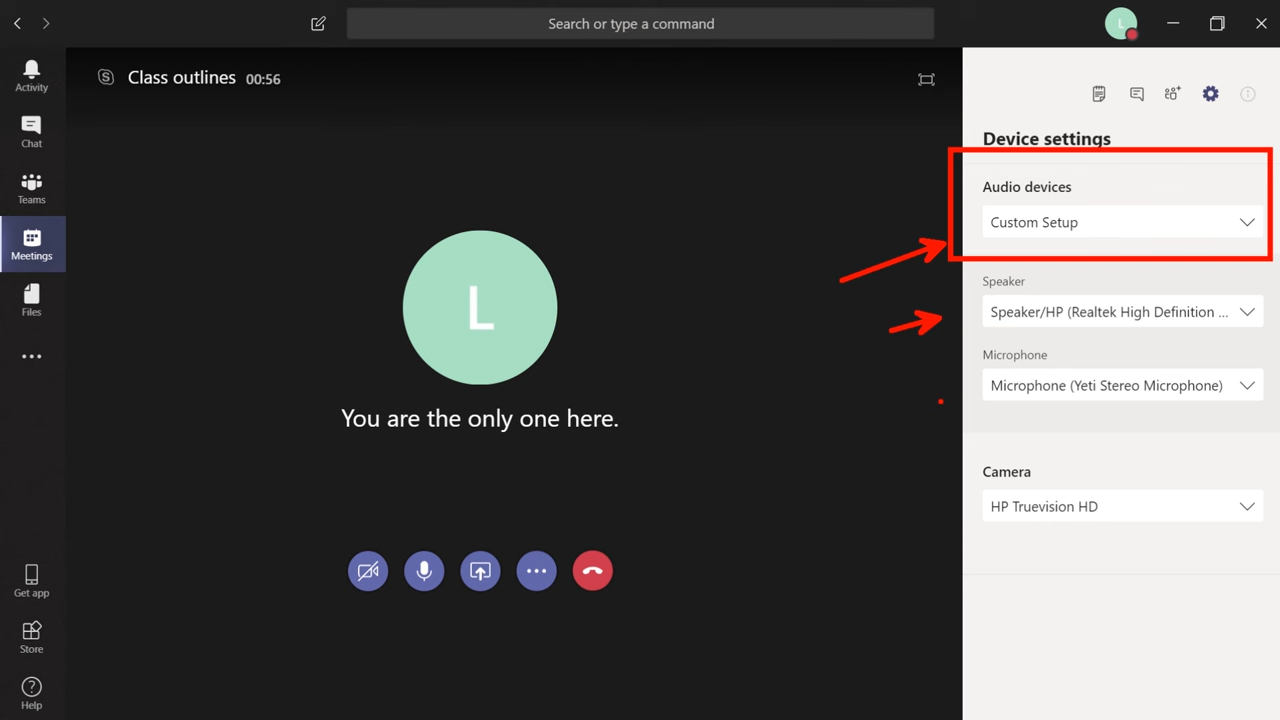 Search or type a command
L
Activity
Chat
Teams
Meetings
Files
Get app
Store
Help
Class outlines 00:56
L
You are the only one here.
Device settings
Audio devices
Custom Setup
Speaker
Speaker/HP (Realtek High Definition ...
Microphone
Microphone (Yeti Stereo Microphone)
Camera
HP Truevision HD